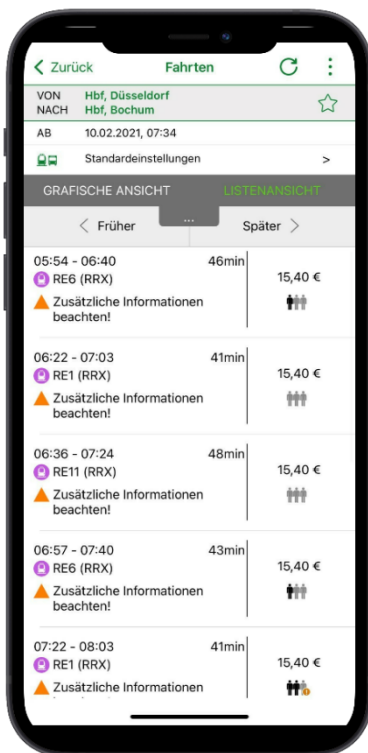 Zurück Fahrten
VON Hbf, Düsseldorf
NACH Hbf, Bochum
AB 10.02.2021, 07:34
Standardeinstellungen >
GRAFISCHE ANSICHT LISTENANSICHT
< Früher ... Später >
05:54 - 06:40 46min
RE6 (RRX) 15,40 €
Zusätzliche Informationen
beachten!
06:22 - 07:03 41min
RE1 (RRX) 15,40 €
Zusätzliche Informationen
beachten!
06:36 - 07:24 48min
RE11 (RRX) 15,40 €
Zusätzliche Informationen
beachten!
06:57 - 07:40 43min
RE6 (RRX) 15,40 €
Zusätzliche Informationen
beachten!
07:22 - 08:03 41min
RE1 (RRX) 15,40 €
Zusätzliche Informationen